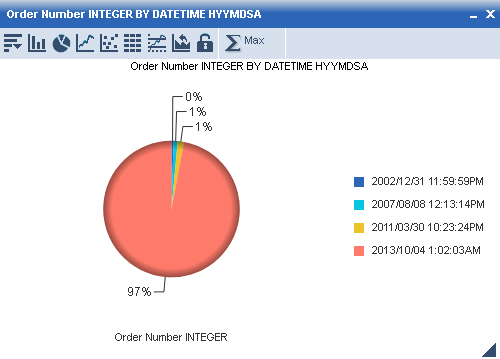 Order Number INTEGER BY DATETIME HYYMDSA
Max
Order Number INTEGER BY DATETIME HYYMDSA
0%
1%
1%
2002/12/31 11:59:59PM
2007/08/08 12:13:14PM
2011/03/30 10:23:24PM
2013/10/04 1:02:03AM
97%
Order Number INTEGER